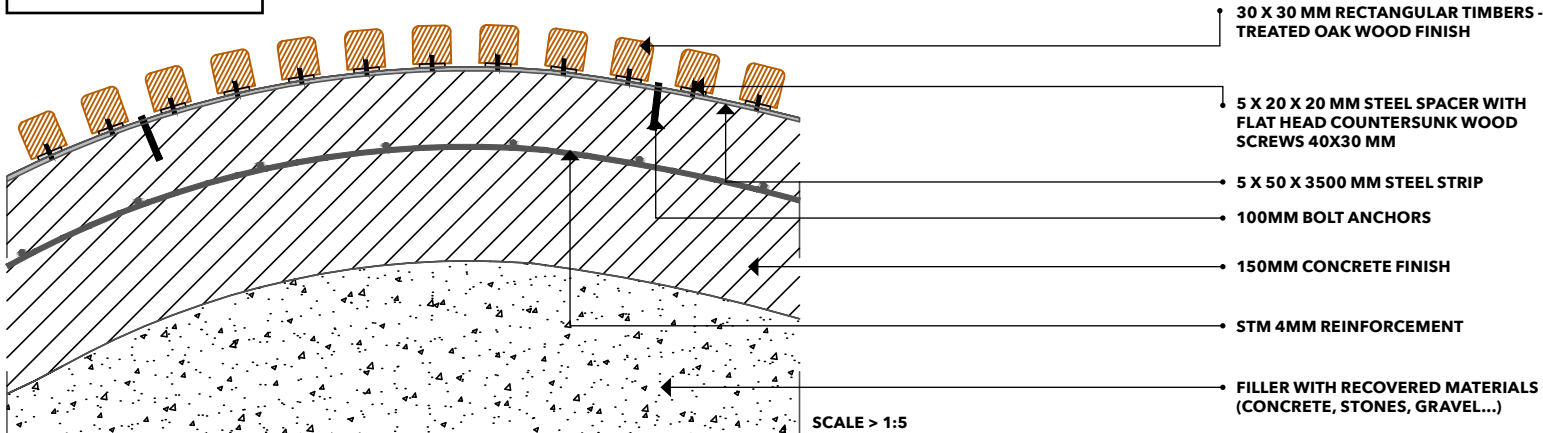 30 X 30 MM RECTANGULAR TIMBERS -
TREATED OAK WOOD FINISH
5 X 20 X 20 MM STEEL SPACER WITH
FLAT HEAD COUNTERSUNK WOOD
SCREWS 40X30 MM
5 X 50 X 3500 MM STEEL STRIP
100MM BOLT ANCHORS
150MM CONCRETE FINISH
STM 4MM REINFORCEMENT
FILLER WITH RECOVERED MATERIALS
(CONCRETE, STONES, GRAVEL...)
SCALE > 1:5